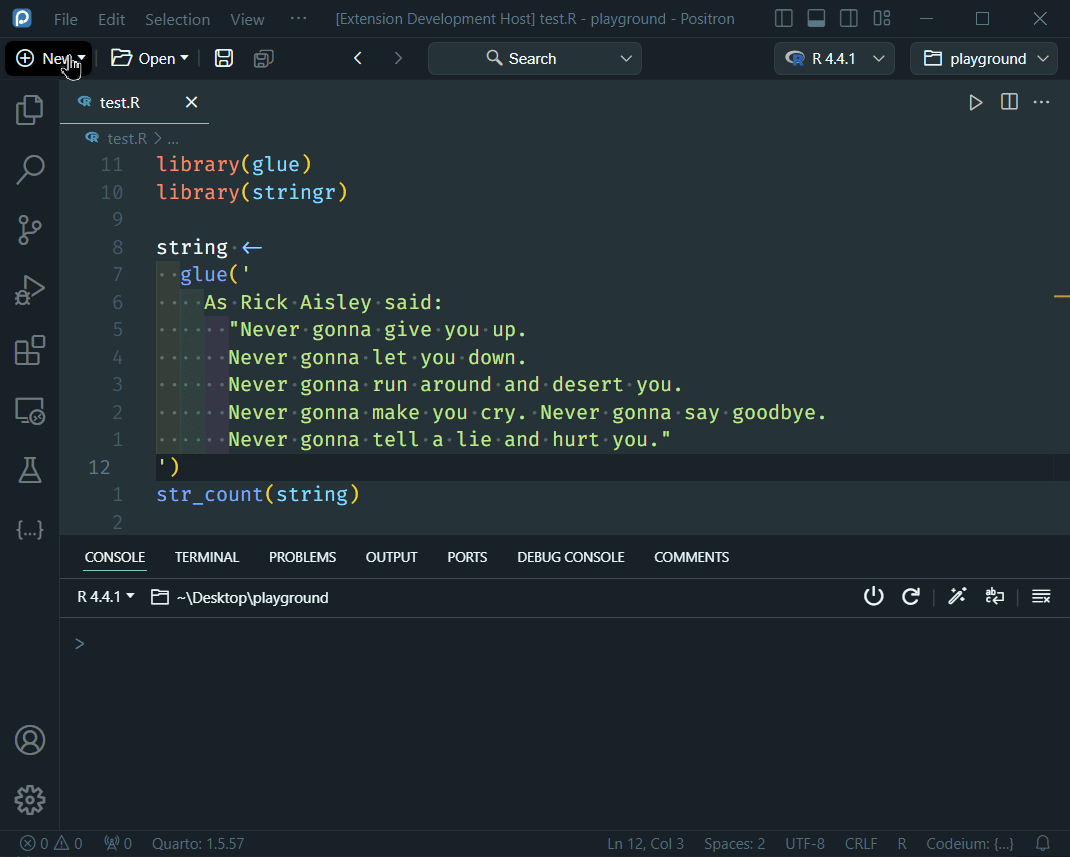 File Edit Selection View ··· [Extension Development Host] test.R - playground - Positron
New Open Search R 4.4.1 playground
test.R
test.R > ...
11 library(glue)
10 library(stringr)
9
8 string <-
7 glue('
6 As Rick Aisley said:
5 "Never gonna give you up.
4 Never gonna let you down.
3 Never gonna run around and desert you.
2 Never gonna make you cry. Never gonna say goodbye.
1 Never gonna tell a lie and hurt you."
12 ')
1 str_count(string)
2
CONSOLE TERMINAL PROBLEMS OUTPUT PORTS DEBUG CONSOLE COMMENTS
R 4.4.1 ~\Desktop\playground
>
0 0 0 Quarto: 1.5.57 Ln 12, Col 3 Spaces: 2 UTF-8 CRLF R Codeium: {...}